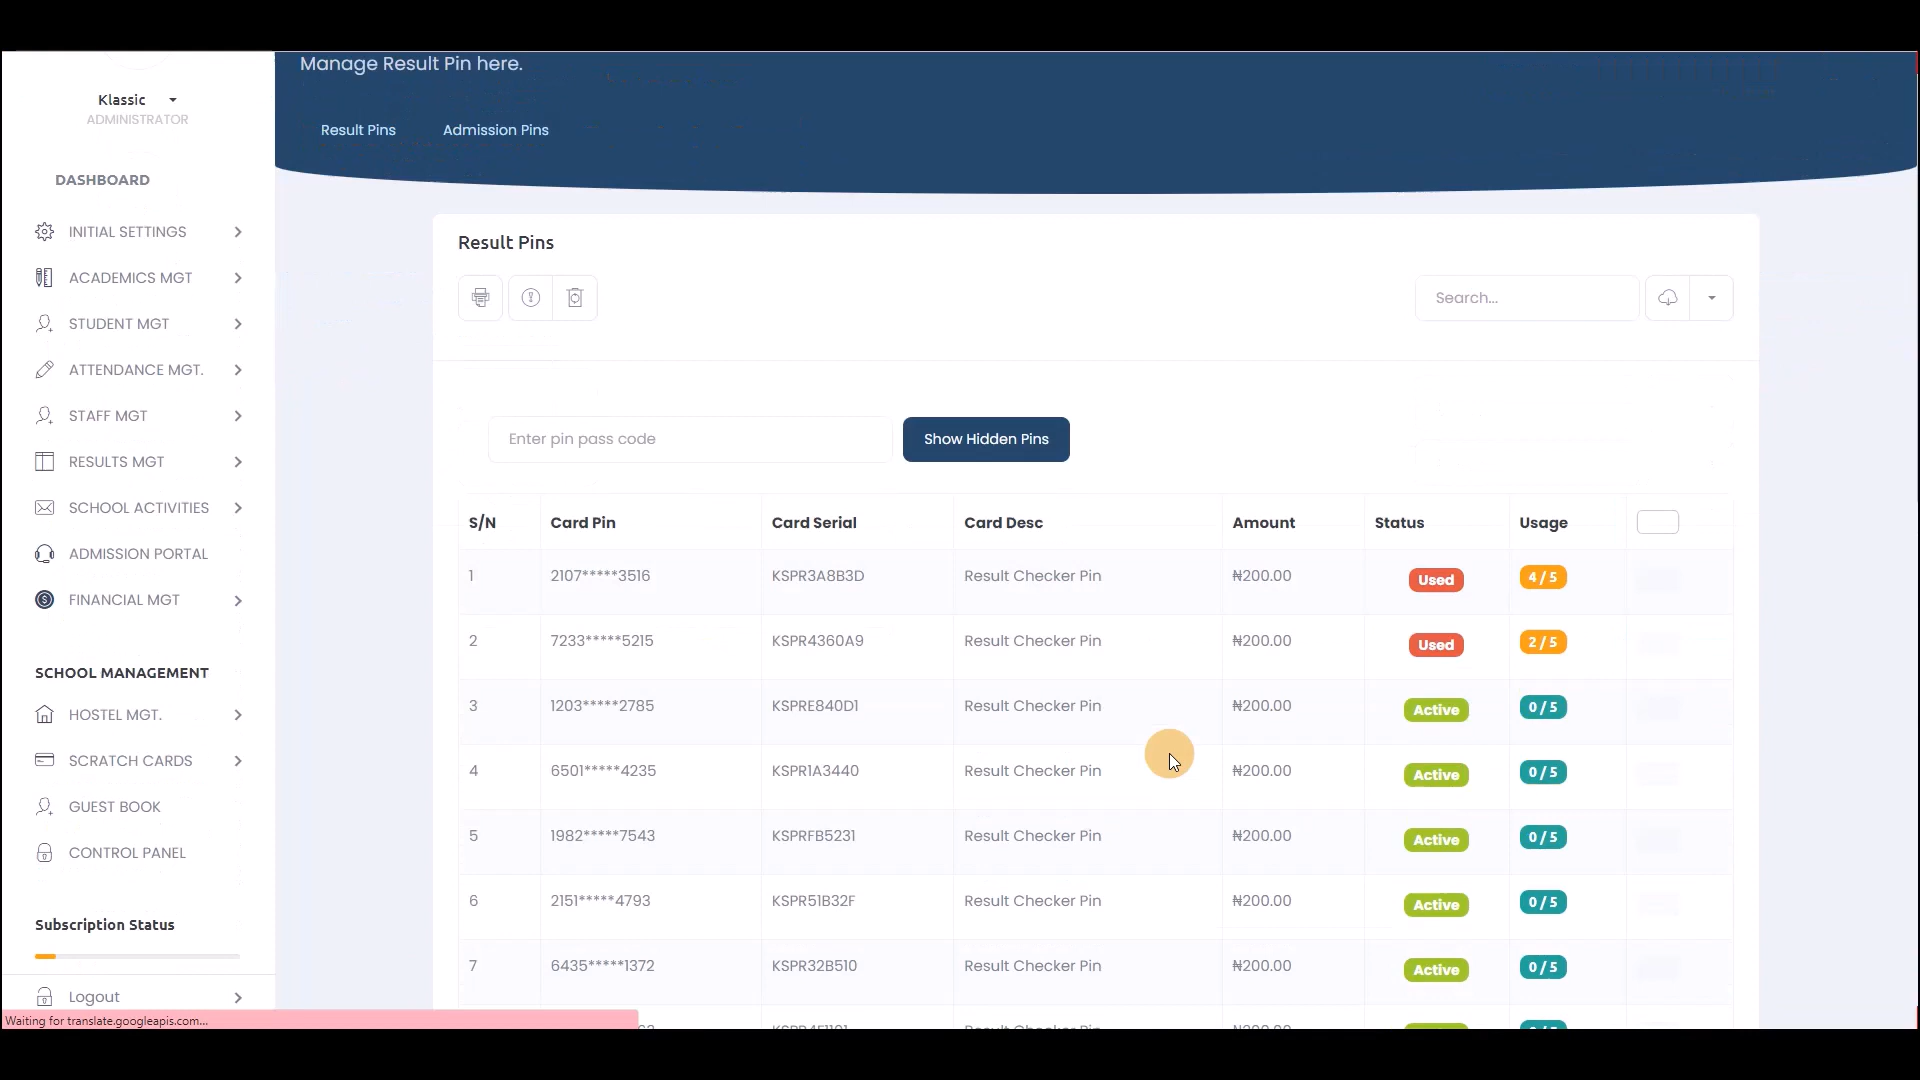 Manage Result Pin here.
Klassic
ADMINISTRATOR
Result Pins Admission Pins
DASHBOARD
INITIAL SETTINGS
ACADEMICS MGT
STUDENT MGT
ATTENDANCE MGT.
STAFF MGT
RESULTS MGT
SCHOOL ACTIVITIES
ADMISSION PORTAL
FINANCIAL MGT
SCHOOL MANAGEMENT
HOSTEL MGT.
SCRATCH CARDS
GUEST BOOK
CONTROL PANEL
Subscription Status
Logout
Waiting for translate.googleapis.com...
Result Pins
Search...
Enter pin pass code Show Hidden Pins
S/N Card Pin Card Serial Card Desc Amount Status Usage
1 2107*****3516 KSPR3A8B3D Result Checker Pin ₦200.00 Used 4 / 5
2 7233*****5215 KSPR4360A9 Result Checker Pin ₦200.00 Used 2 / 5
3 1203*****2785 KSPRE840D1 Result Checker Pin ₦200.00 Active 0 / 5
4 6501*****4235 KSPR1A3440 Result Checker Pin ₦200.00 Active 0 / 5
5 1982*****7543 KSPRFB5231 Result Checker Pin ₦200.00 Active 0 / 5
6 2151*****4793 KSPR51B32F Result Checker Pin ₦200.00 Active 0 / 5
7 6435*****1372 KSPR32B510 Result Checker Pin ₦200.00 Active 0 / 5